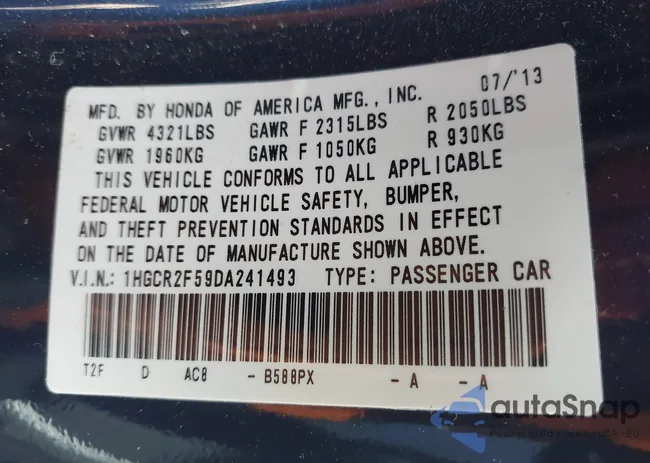 MFD. BY HONDA OF AMERICA MFG., INC. 07/'13
GVWR 4321LBS GAWR F 2315LBS R 2050LBS
GVWR 1960KG GAWR F 1050KG R 930KG
THIS VEHICLE CONFORMS TO ALL APPLICABLE
FEDERAL MOTOR VEHICLE SAFETY, BUMPER,
AND THEFT PREVENTION STANDARDS IN EFFECT
ON THE DATE OF MANUFACTURE SHOWN ABOVE.
V.I.N.: 1HGCR2F59DA241493 TYPE: PASSENGER CAR
T2F D AC8 - B588PX - A - A
autoSnap